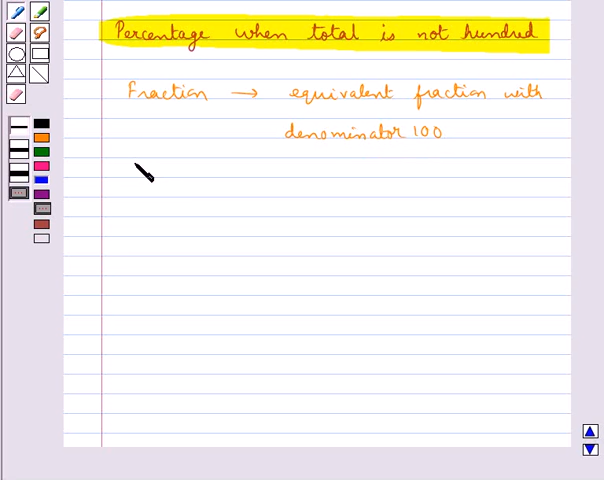 Percentage when total is not hundred
Fraction → equivalent fraction with
denominator 100